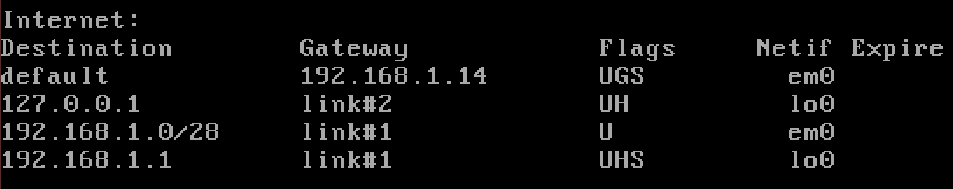 Internet:
Destination Gateway Flags Netif Expire
default 192.168.1.14 UGS em0
127.0.0.1 link#2 UH lo0
192.168.1.0/28 link#1 U em0
192.168.1.1 link#1 UHS lo0